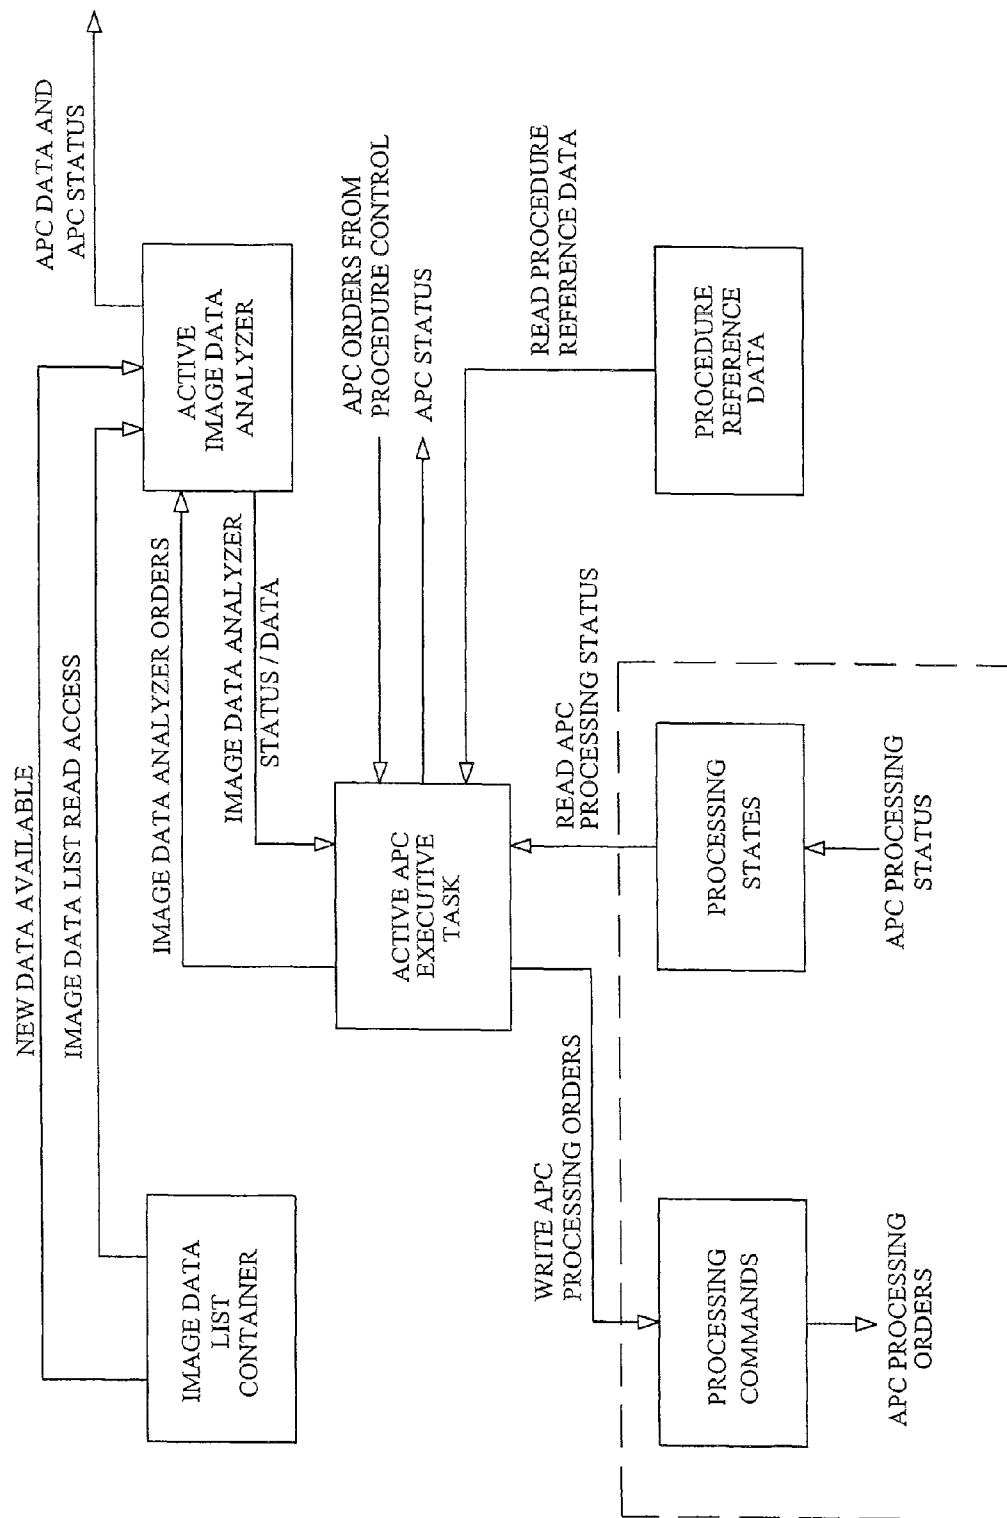 NEW DATA AVAILABLE
IMAGE DATA LIST READ ACCESS
APC DATA AND
APC STATUS
IMAGE DATA
LIST
CONTAINER
IMAGE DATA ANALYZER ORDERS
ACTIVE
IMAGE DATA
ANALYZER
IMAGE DATA ANALYZER
STATUS / DATA
APC ORDERS FROM
PROCEDURE CONTROL
APC STATUS
ACTIVE APC
EXECUTIVE
TASK
READ PROCEDURE
REFERENCE DATA
WRITE APC
PROCESSING ORDERS
READ APC
PROCESSING STATUS
PROCESSING
COMMANDS
PROCESSING
STATES
PROCEDURE
REFERENCE
DATA
APC PROCESSING
ORDERS
APC PROCESSING
STATUS